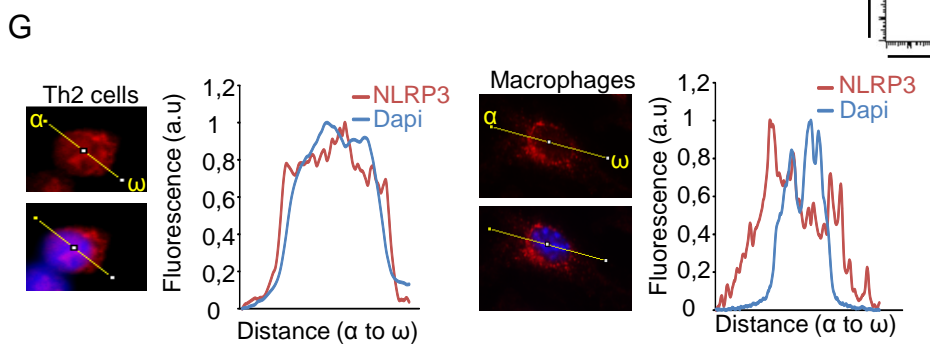 G
Th2 cells
α
ω
Fluorescence (a.u)
1,2
1
0,8
0,6
0,4
0,2
0
NLRP3
Dapi
Distance (α to ω)
Macrophages
α
ω
Fluorescence (a.u)
1,2
1
0,8
0,6
0,4
0,2
0
NLRP3
Dapi
Distance (α to ω)